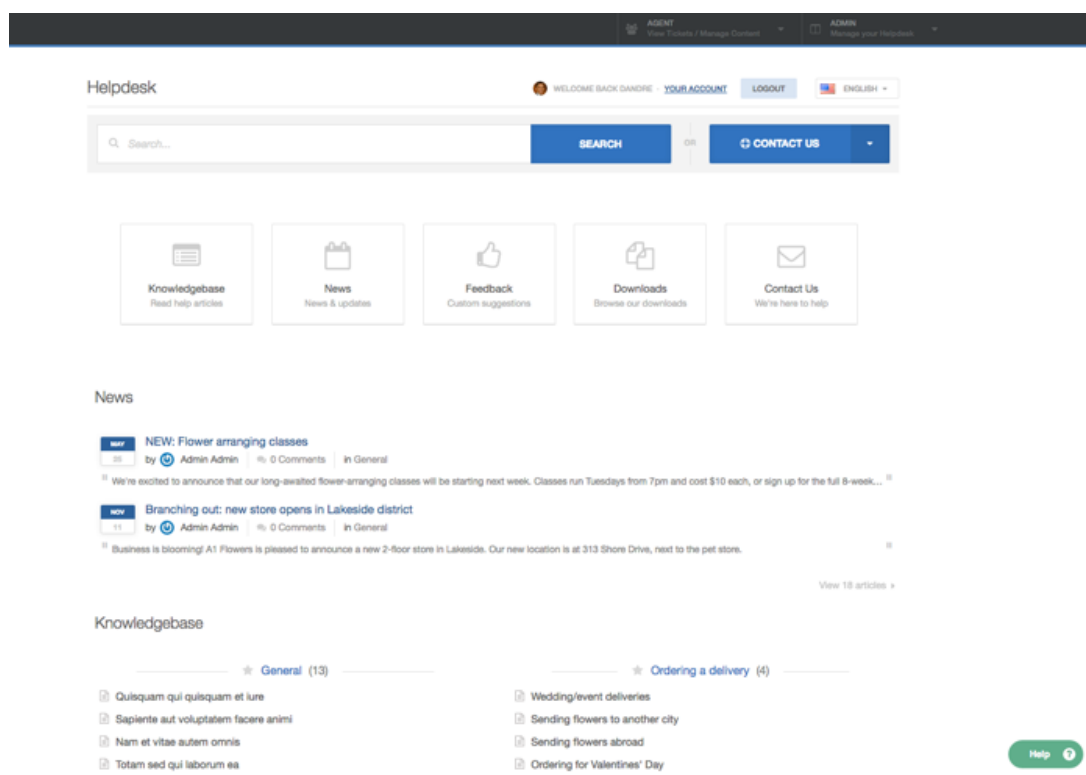 AGENT
View Tickets / Manage Content
ADMIN
Manage your Helpdesk
Helpdesk
WELCOME BACK DANDRE - YOUR ACCOUNT
LOGOUT
ENGLISH
Search...
SEARCH
OR
CONTACT US
Knowledgebase
Read help articles
News
News & updates
Feedback
Custom suggestions
Downloads
Browse our downloads
Contact Us
We're here to help
News
MAY
NEW: Flower arranging classes
by Admin Admin 0 Comments in General
" We're excited to announce that our long-awaited flower-arranging classes will be starting next week. Classes run Tuesdays from 7pm and cost $10 each, or sign up for the full 8-week... "
NOV
11
Branching out: new store opens in Lakeside district
by Admin Admin 0 Comments in General
" Business is blooming! A1 Flowers is pleased to announce a new 2-floor store in Lakeside. Our new location is at 313 Shore Drive, next to the pet store. "
View 18 articles »
Knowledgebase
General (13)
Quisquam qui quisquam et iure
Sapiente aut voluptatem facere animi
Nam et vitae autem omnis
Totam sed qui laborum ea
Ordering a delivery (4)
Wedding/event deliveries
Sending flowers to another city
Sending flowers abroad
Ordering for Valentines' Day
Help ?